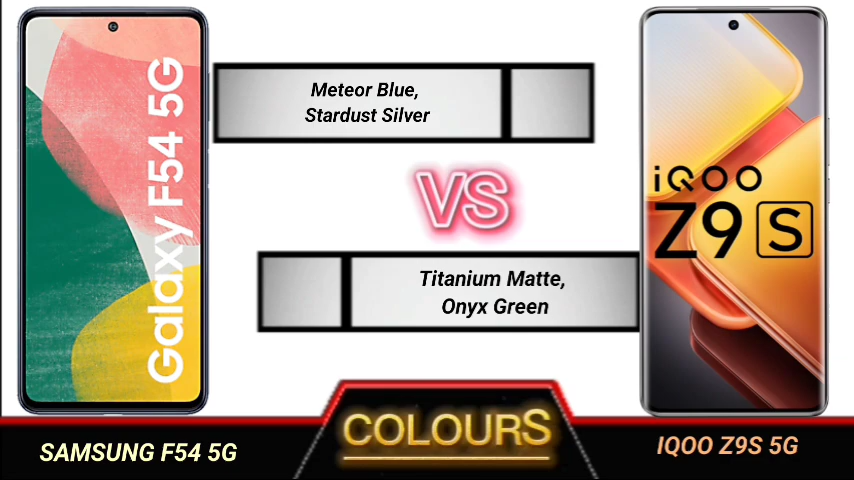 Galaxy F54 5G
Meteor Blue,
Stardust Silver
VS
iQOO
Z9 S
Titanium Matte,
Onyx Green
COLOURS
SAMSUNG F54 5G
IQOO Z9S 5G